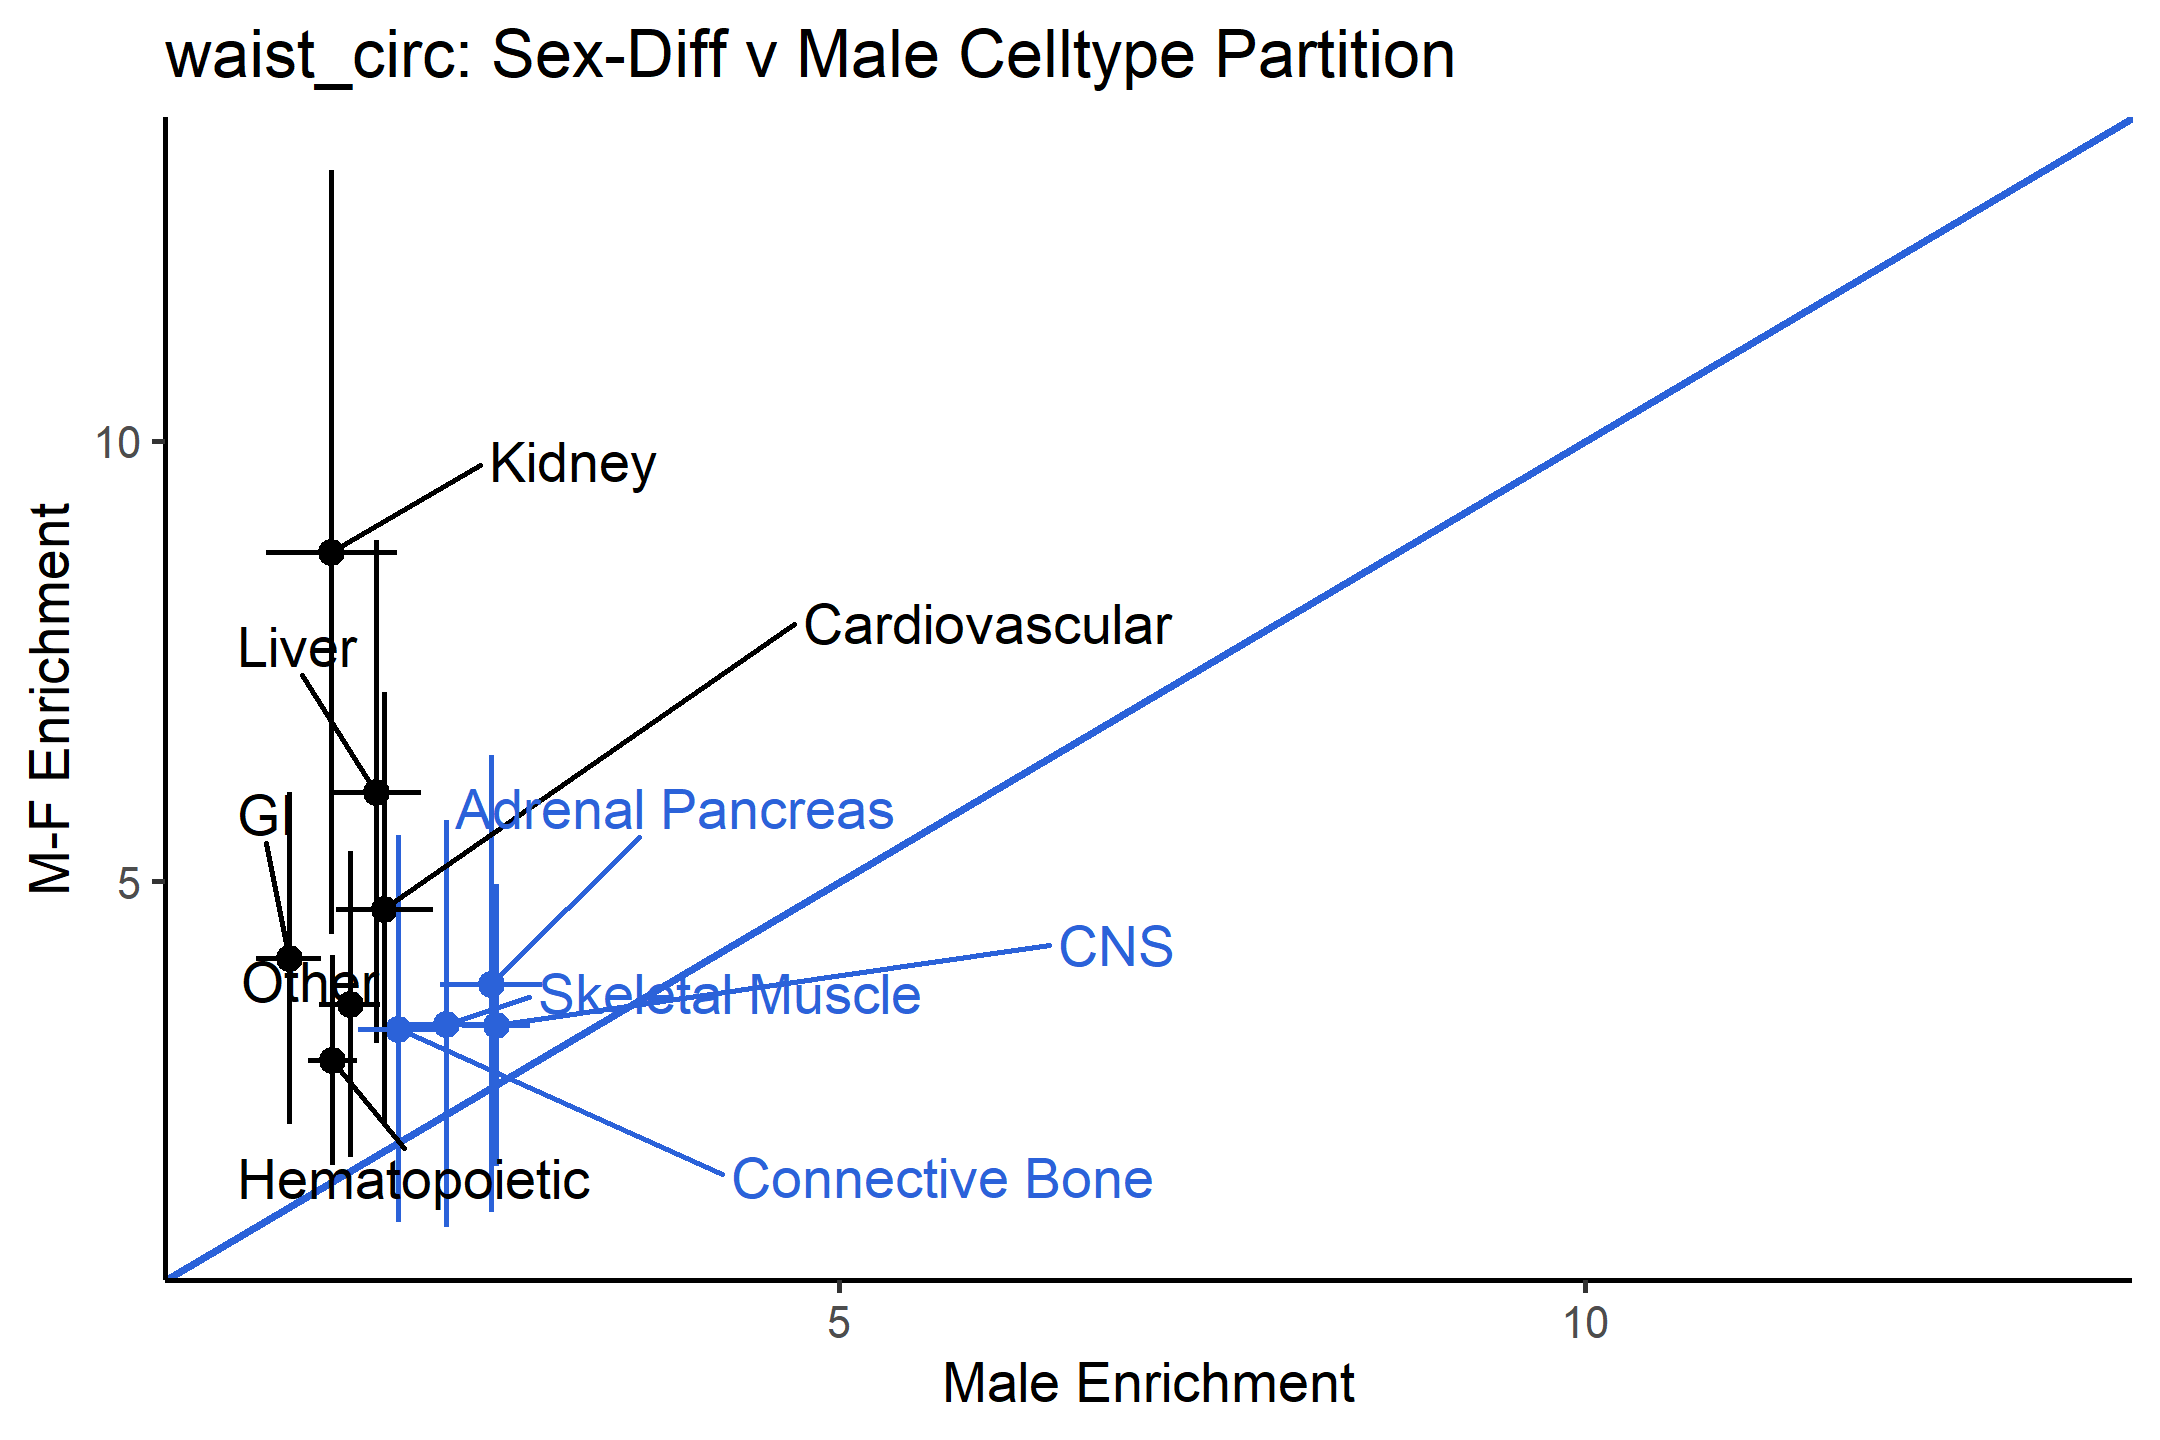 waist_circ: Sex-Diff v Male Celltype Partition
M-F Enrichment
10
5
Kidney
Cardiovascular
Liver
GI
Adrenal Pancreas
CNS
Other
Skeletal Muscle
Hematopoietic
Connective Bone
5
10
Male Enrichment